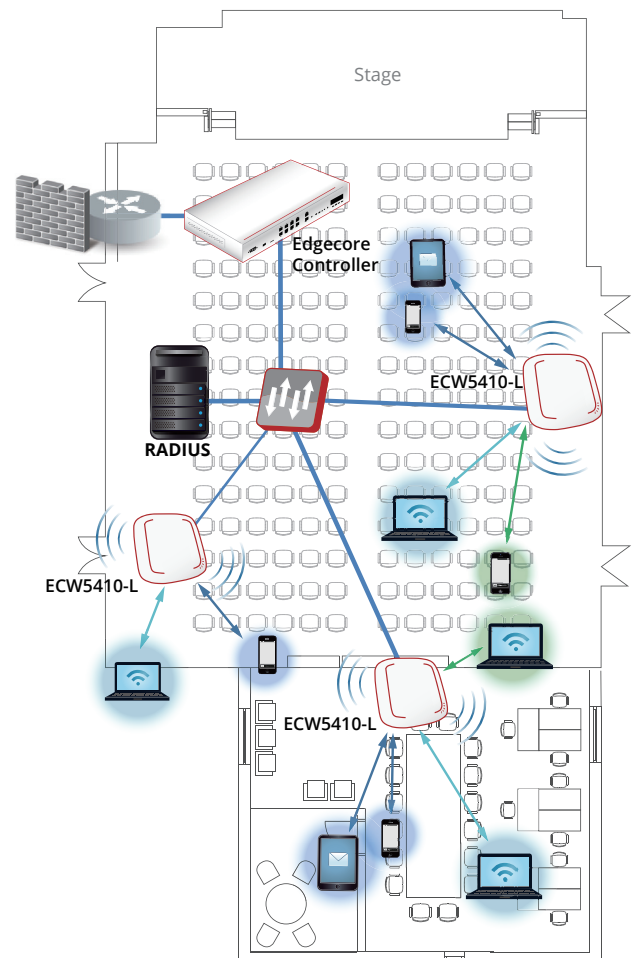 Stage
Edgecore
Controller
ECW5410-L
RADIUS
ECW5410-L
ECW5410-L